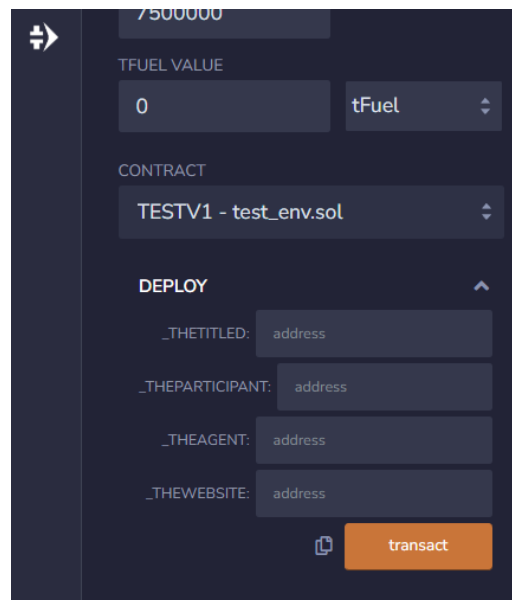 7500000
TFUEL VALUE
0 tFuel
CONTRACT
TESTV1 - test_env.sol
DEPLOY
_THETITLED: address
_THEPARTICIPANT: address
_THEAGENT: address
_THEWEBSITE: address
transact